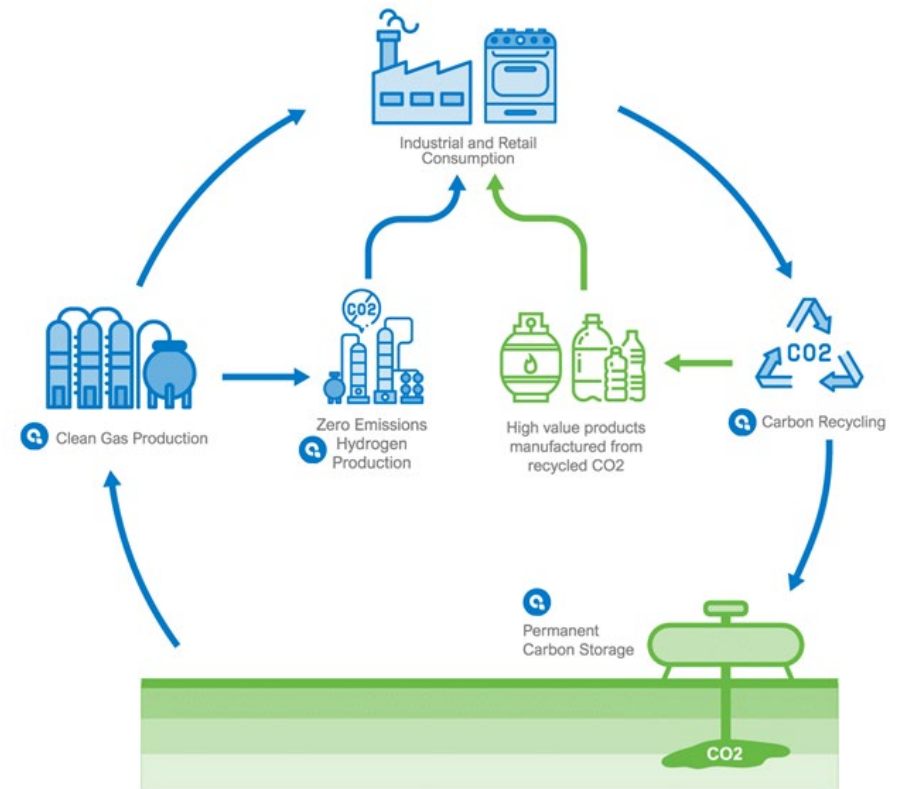 Industrial and Retail
Consumption
CO2
CO2
Clean Gas Production
Zero Emissions
Hydrogen
Production
High value products
manufactured from
recycled CO2
Carbon Recycling
Permanent
Carbon Storage
CO2